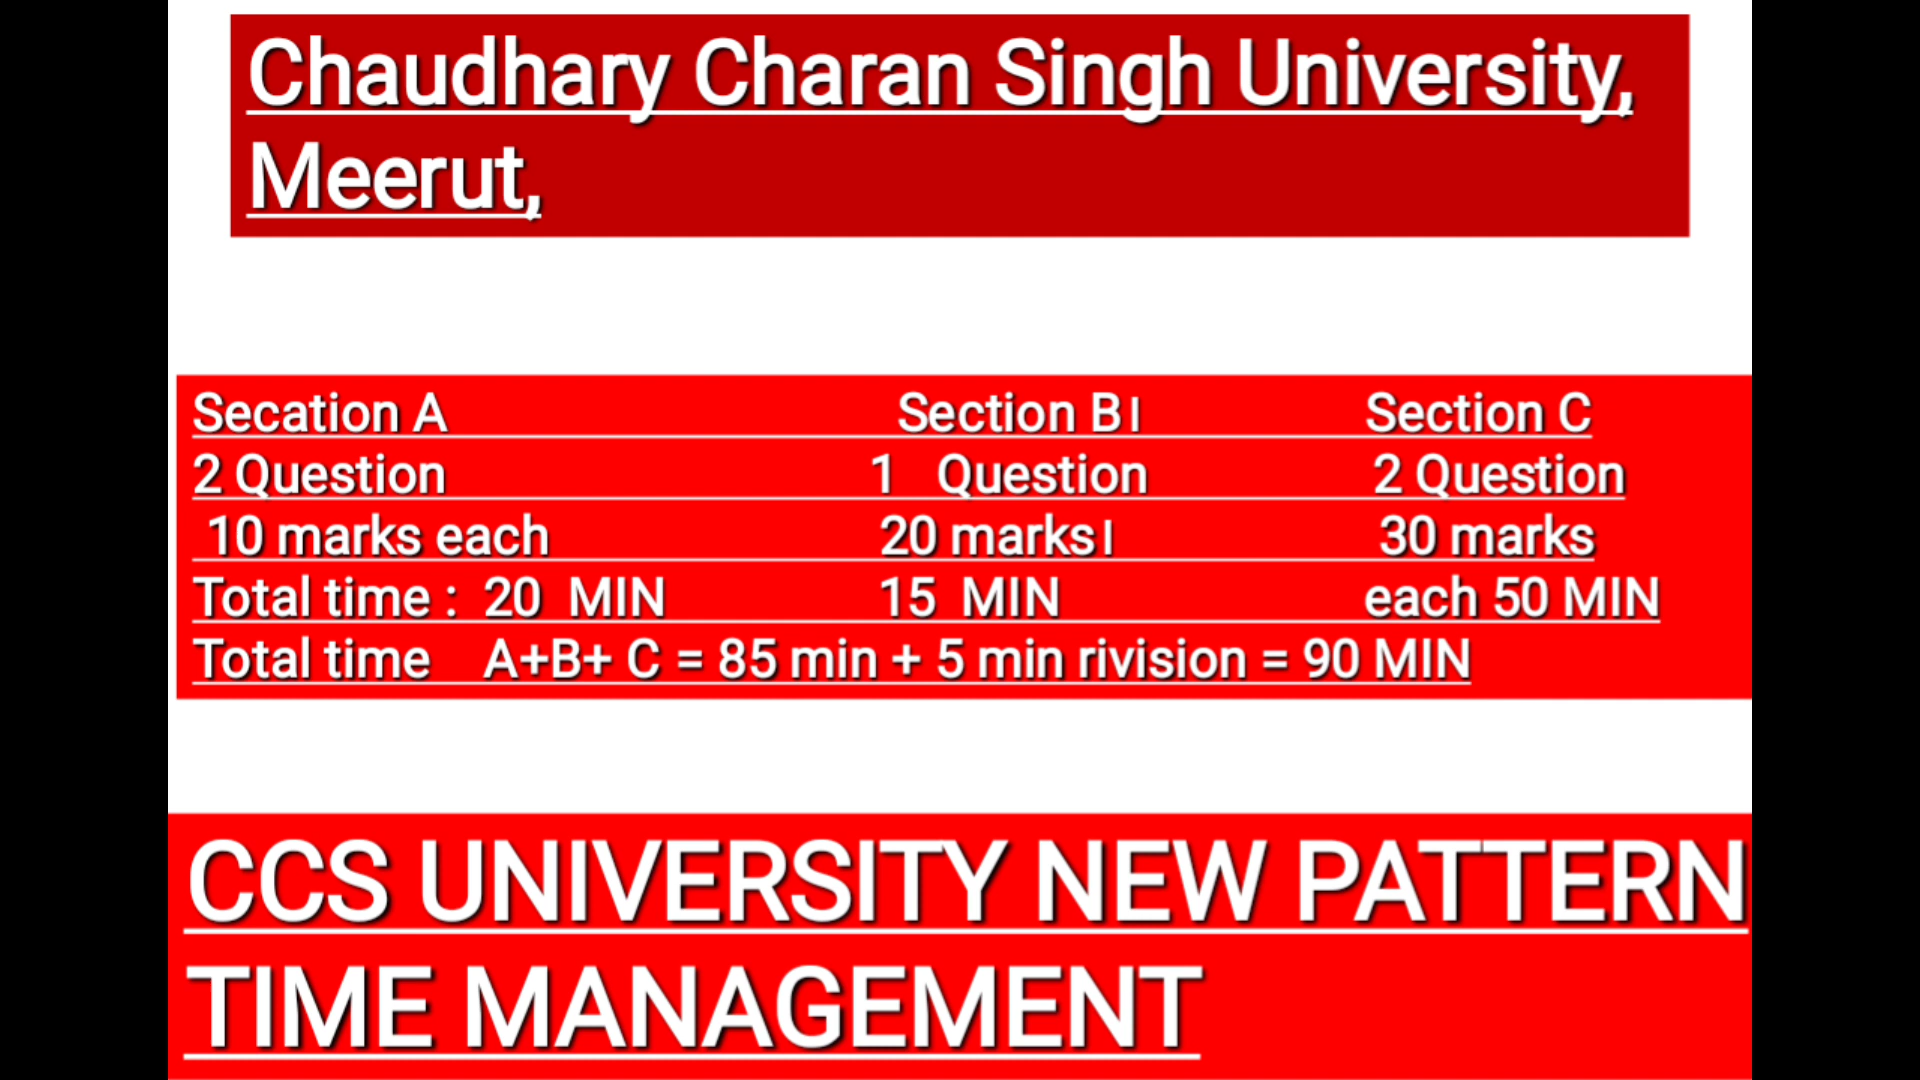 Chaudhary Charan Singh University,
Meerut,
Secation A Section B I Section C
2 Question 1 Question 2 Question
10 marks each 20 marks I 30 marks
Total time : 20 MIN 15 MIN each 50 MIN
Total time A+B+ C = 85 min + 5 min rivision = 90 MIN
CCS UNIVERSITY NEW PATTERN
TIME MANAGEMENT